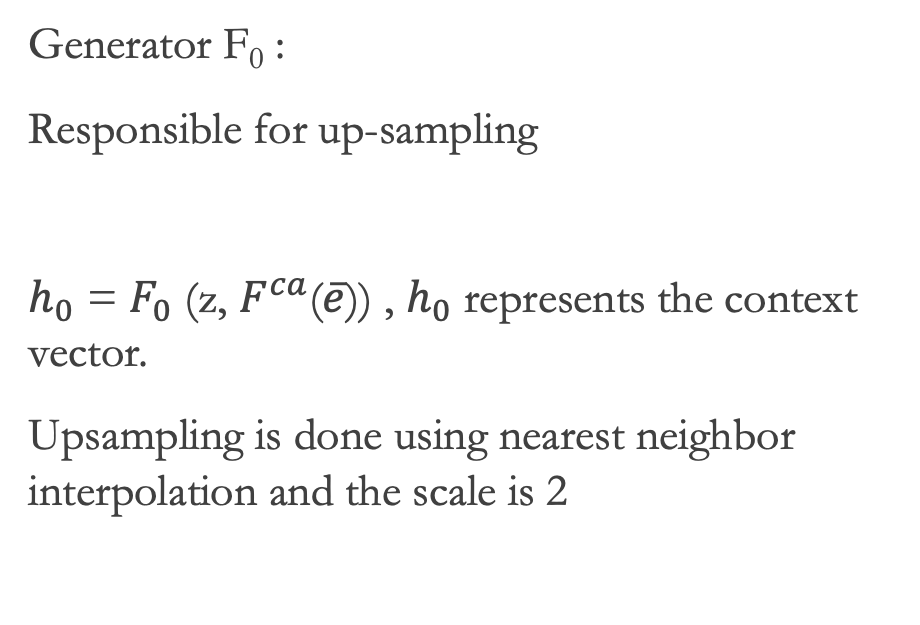 Generator F₀ :
Responsible for up-sampling
h₀ = F₀ (z, Fᶜᵃ(ē)) , h₀ represents the context
vector.
Upsampling is done using nearest neighbor
interpolation and the scale is 2